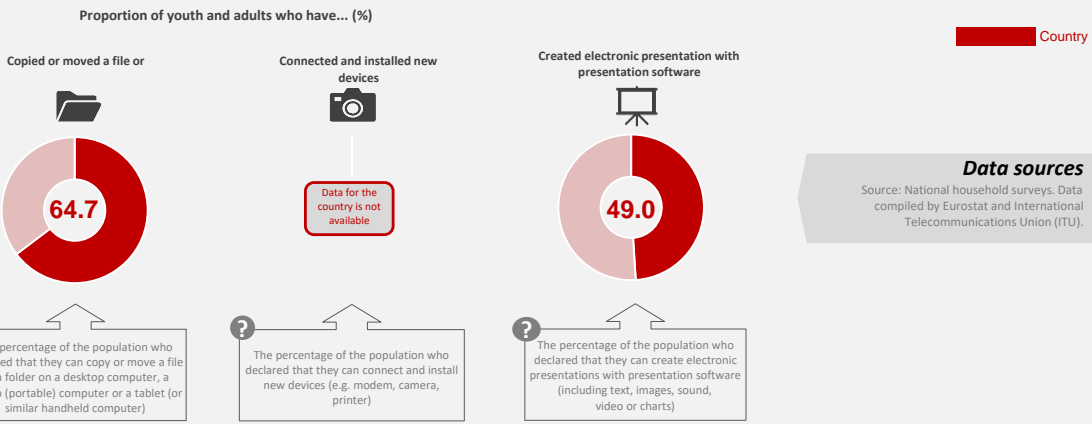 Proportion of youth and adults who have... (%)
Country
Copied or moved a file or
Connected and installed new
devices
Created electronic presentation with
presentation software
64.7
Data for the
country is not
available
49.0
Data sources
Source: National household surveys. Data
compiled by Eurostat and International
Telecommunications Union (ITU).
percentage of the population who
that they can copy or move a file
folder on a desktop computer, a
(portable) computer or a tablet (or
similar handheld computer)
?
The percentage of the population who
declared that they can connect and install
new devices (e.g. modem, camera,
printer)
?
The percentage of the population who
declared that they can create electronic
presentations with presentation software
(including text, images, sound,
video or charts)